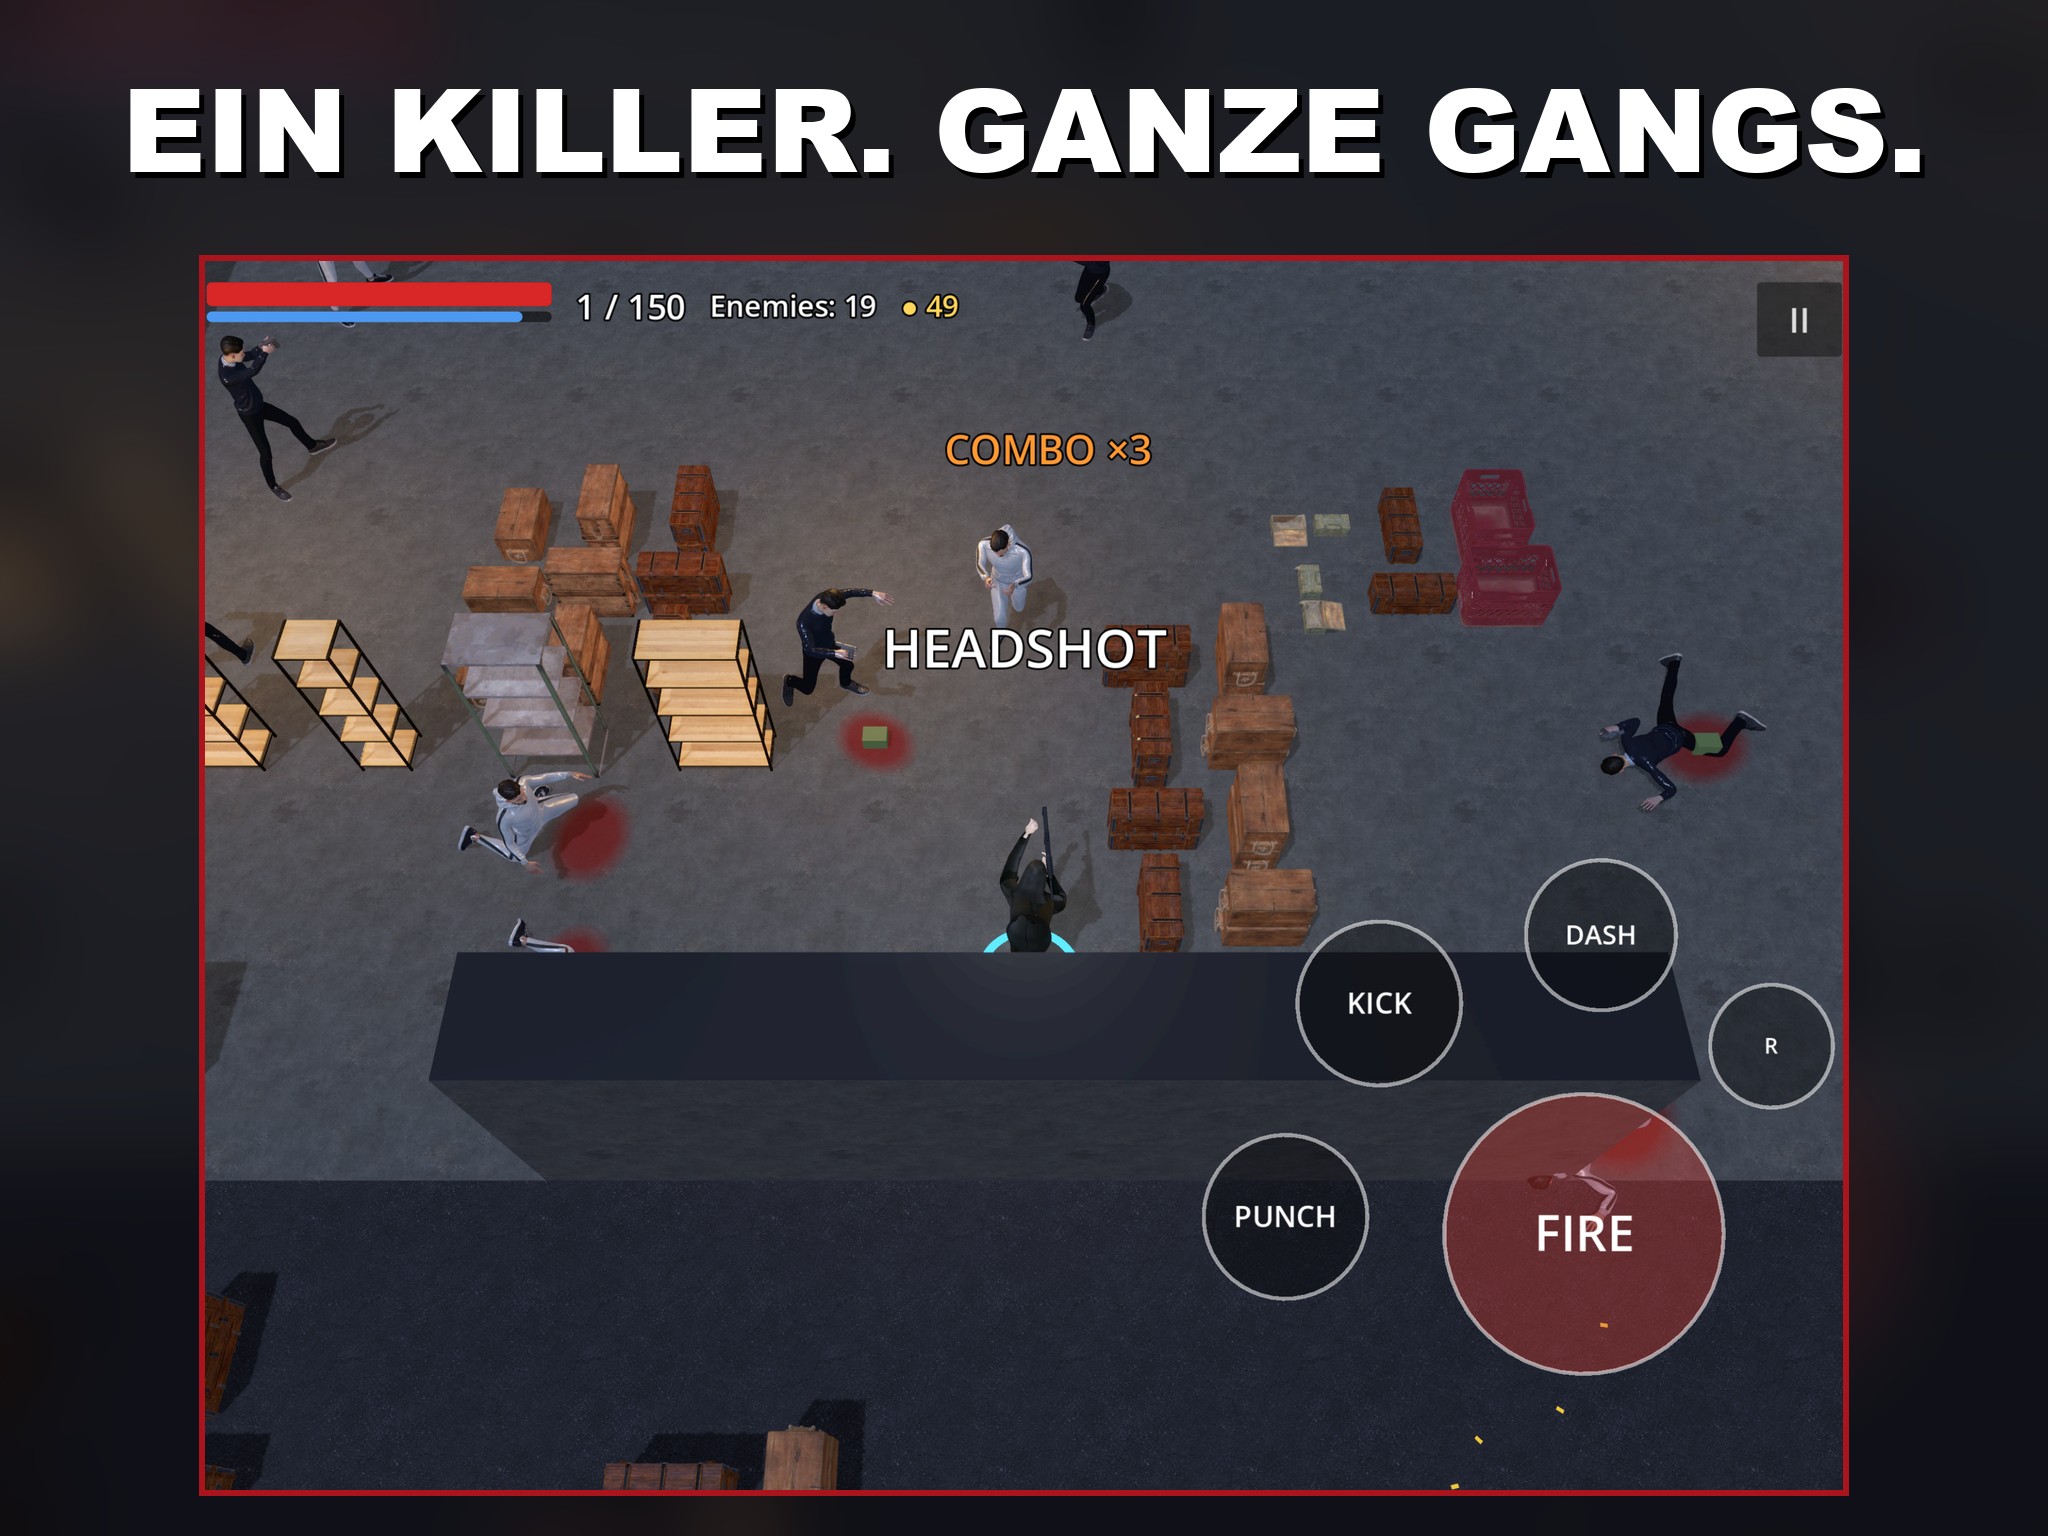 EIN KILLER. GANZE GANGS.
1 / 150 Enemies: 19 49
COMBO ×3
HEADSHOT
DASH
KICK
R
PUNCH
FIRE